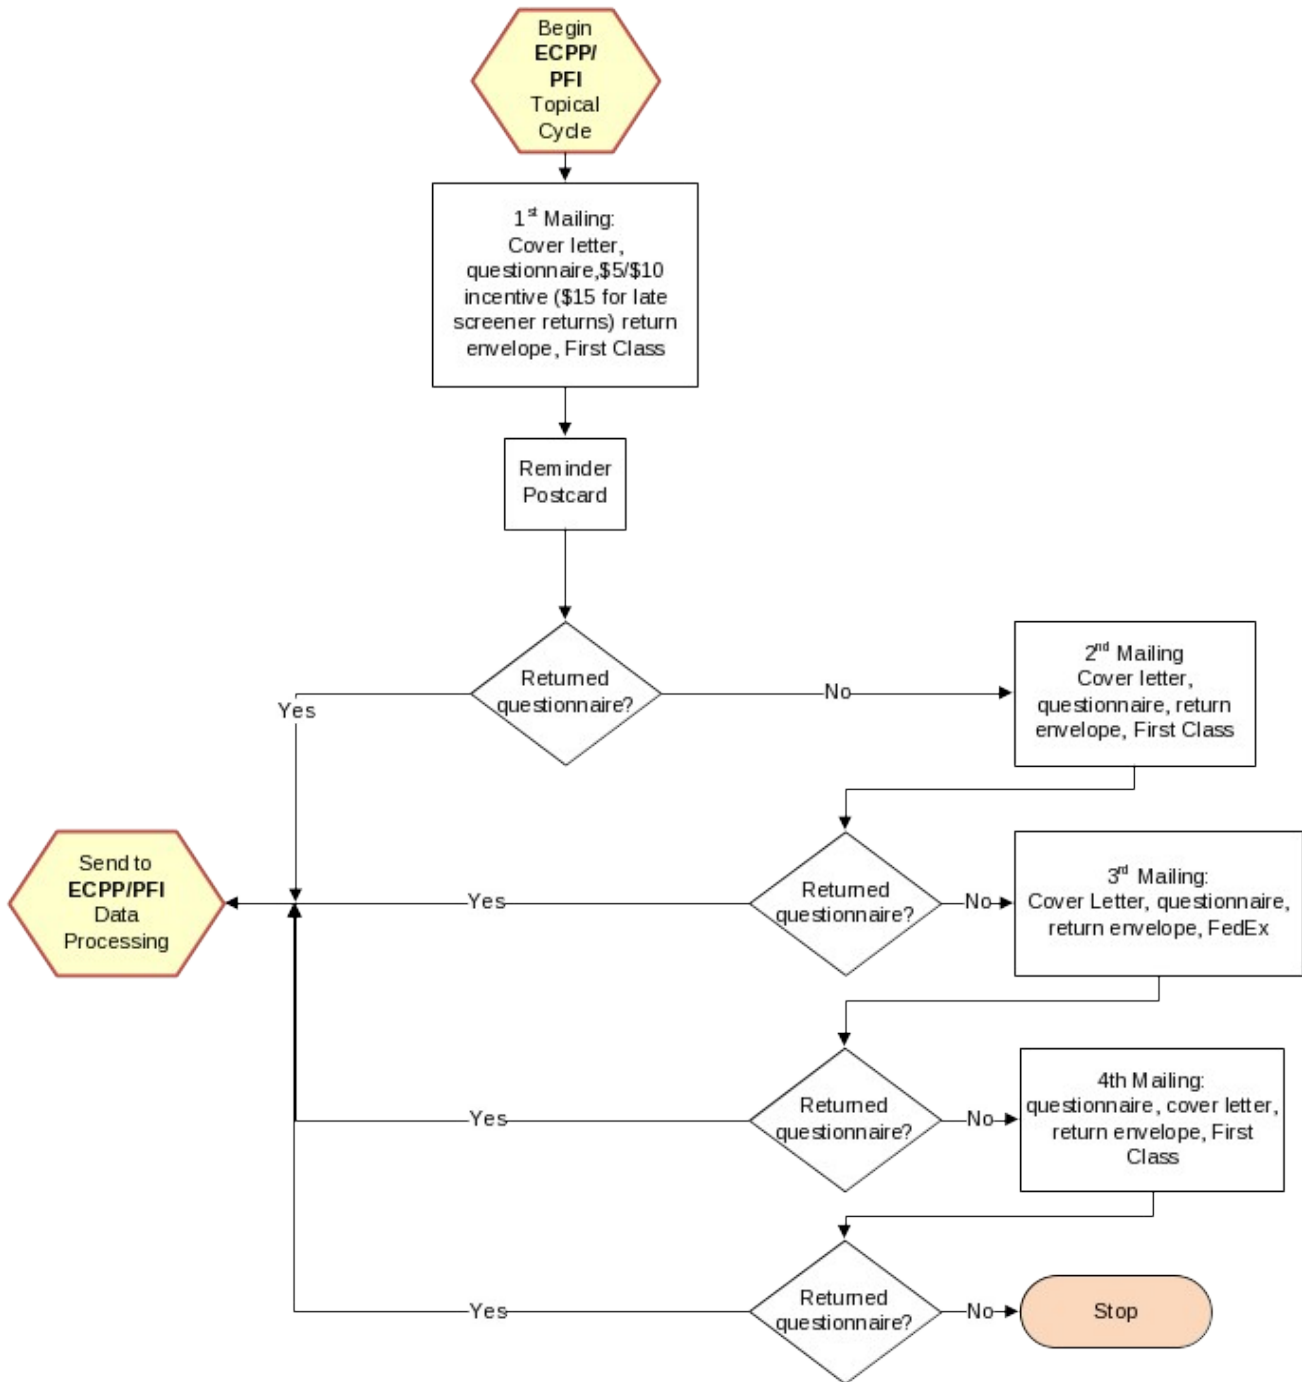 Begin
ECPP/
PFI
Topical
Cycle
1st Mailing:
Cover letter,
questionnaire,$5/$10
incentive ($15 for late
screener returns) return
envelope, First Class
Reminder
Postcard
Returned
questionnaire?
No
2nd Mailing
Cover letter,
questionnaire, return
envelope, First Class
Yes
Send to
ECPP/PFI
Data
Processing
Yes
Returned
questionnaire?
No
3rd Mailing:
Cover Letter, questionnaire,
return envelope, FedEx
Yes
Returned
questionnaire?
No
4th Mailing:
questionnaire, cover letter,
return envelope, First
Class
Yes
Returned
questionnaire?
No
Stop